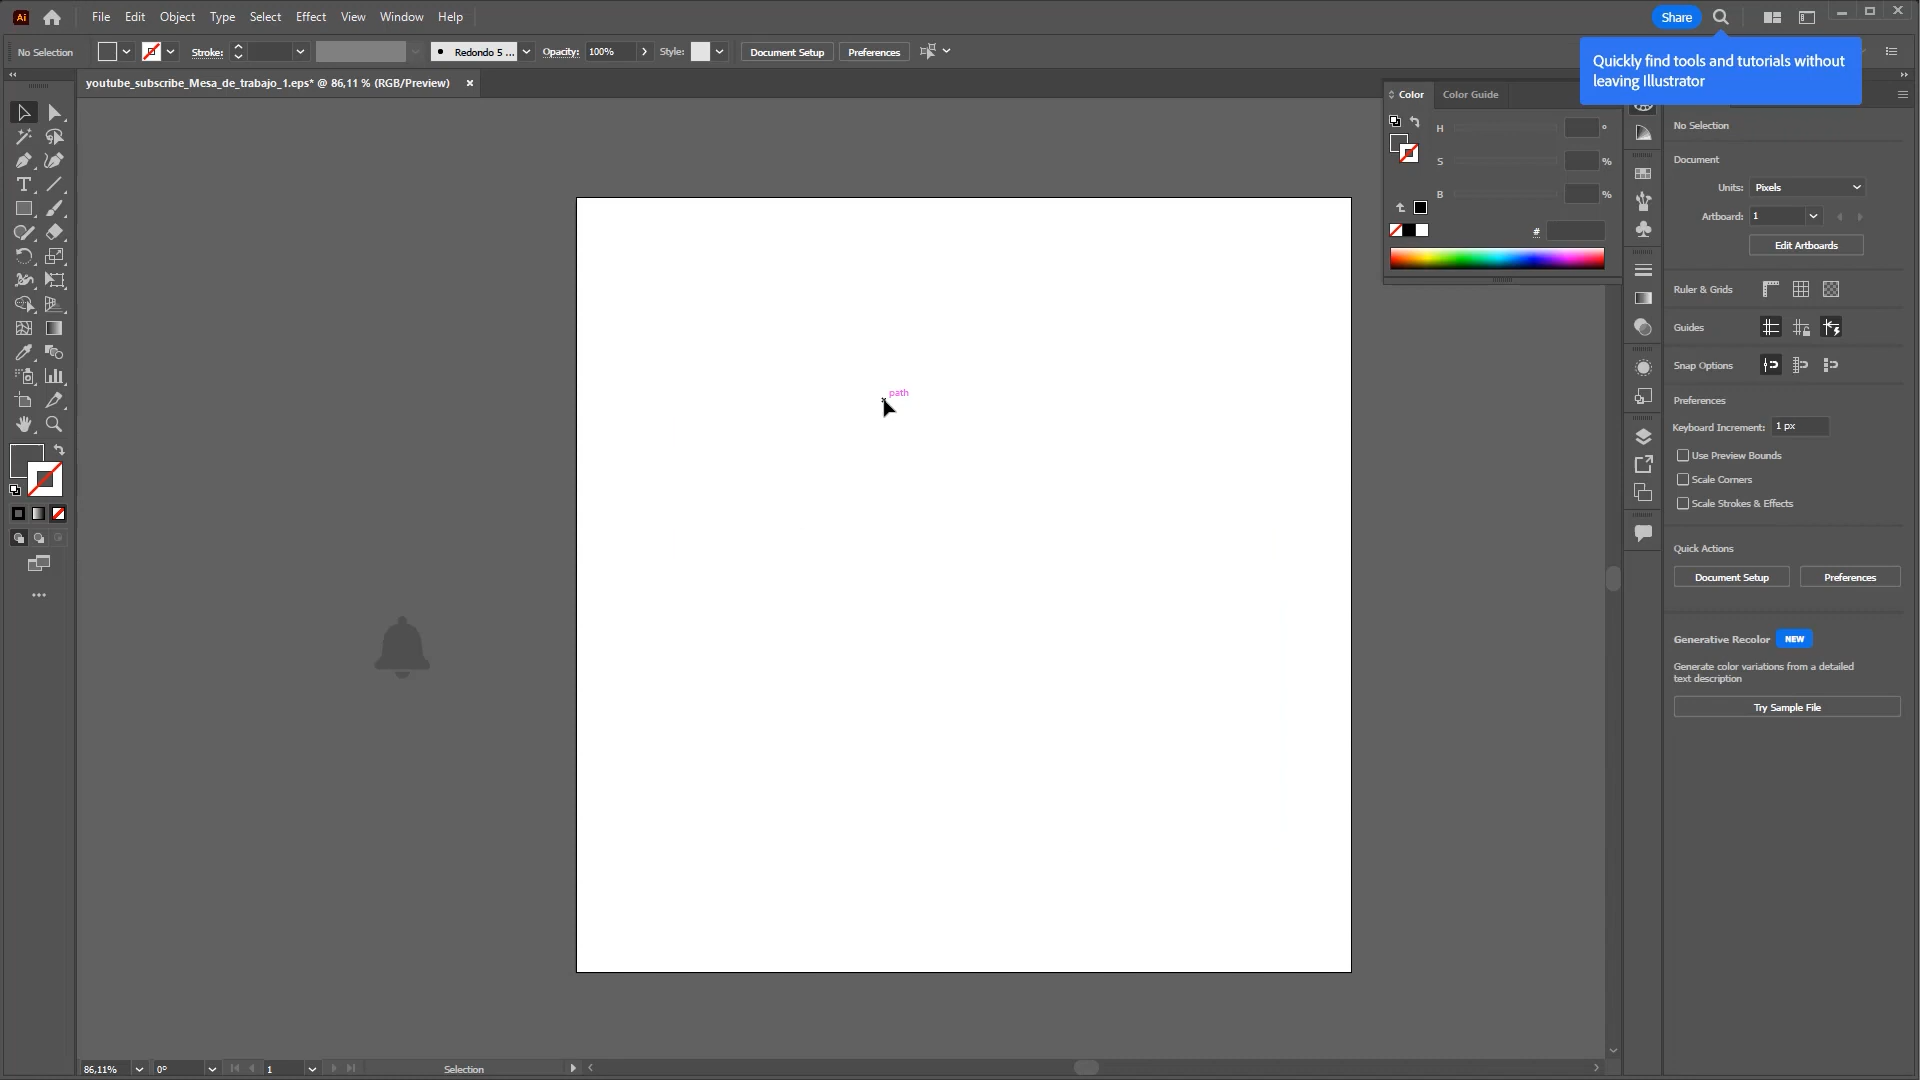 Ai File Edit Object Type Select Effect View Window Help Share
No Selection Stroke: Redondo 5 ... Opacity: 100% Style: Document Setup Preferences
Quickly find tools and tutorials without
leaving Illustrator
youtube_subscribe_Mesa_de_trabajo_1.eps* @ 86,11 % (RGB/Preview)
Color Color Guide
H °
S %
B %
#
No Selection
Document
Units: Pixels
Artboard: 1
Edit Artboards
Ruler & Grids
Guides
Snap Options
Preferences
Keyboard Increment: 1 px
Use Preview Bounds
Scale Corners
Scale Strokes & Effects
Quick Actions
Document Setup Preferences
Generative Recolor NEW
Generate color variations from a detailed
text description
Try Sample File
path
86,11% 0° 1 Selection